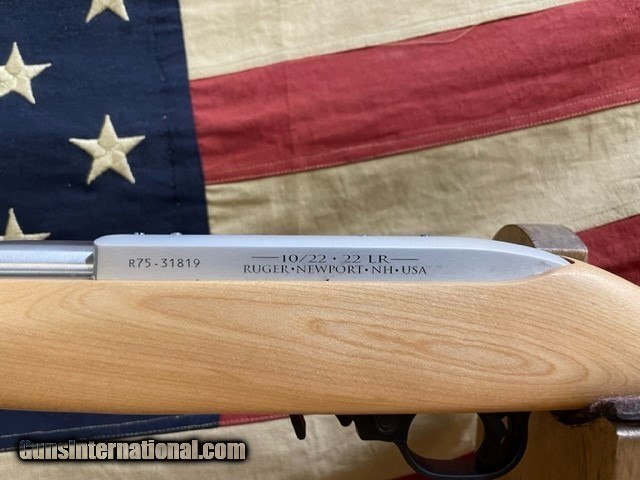 R75-31819
10/22 · 22 LR
RUGER·NEWPORT·NH·USA
GunsInternational.com